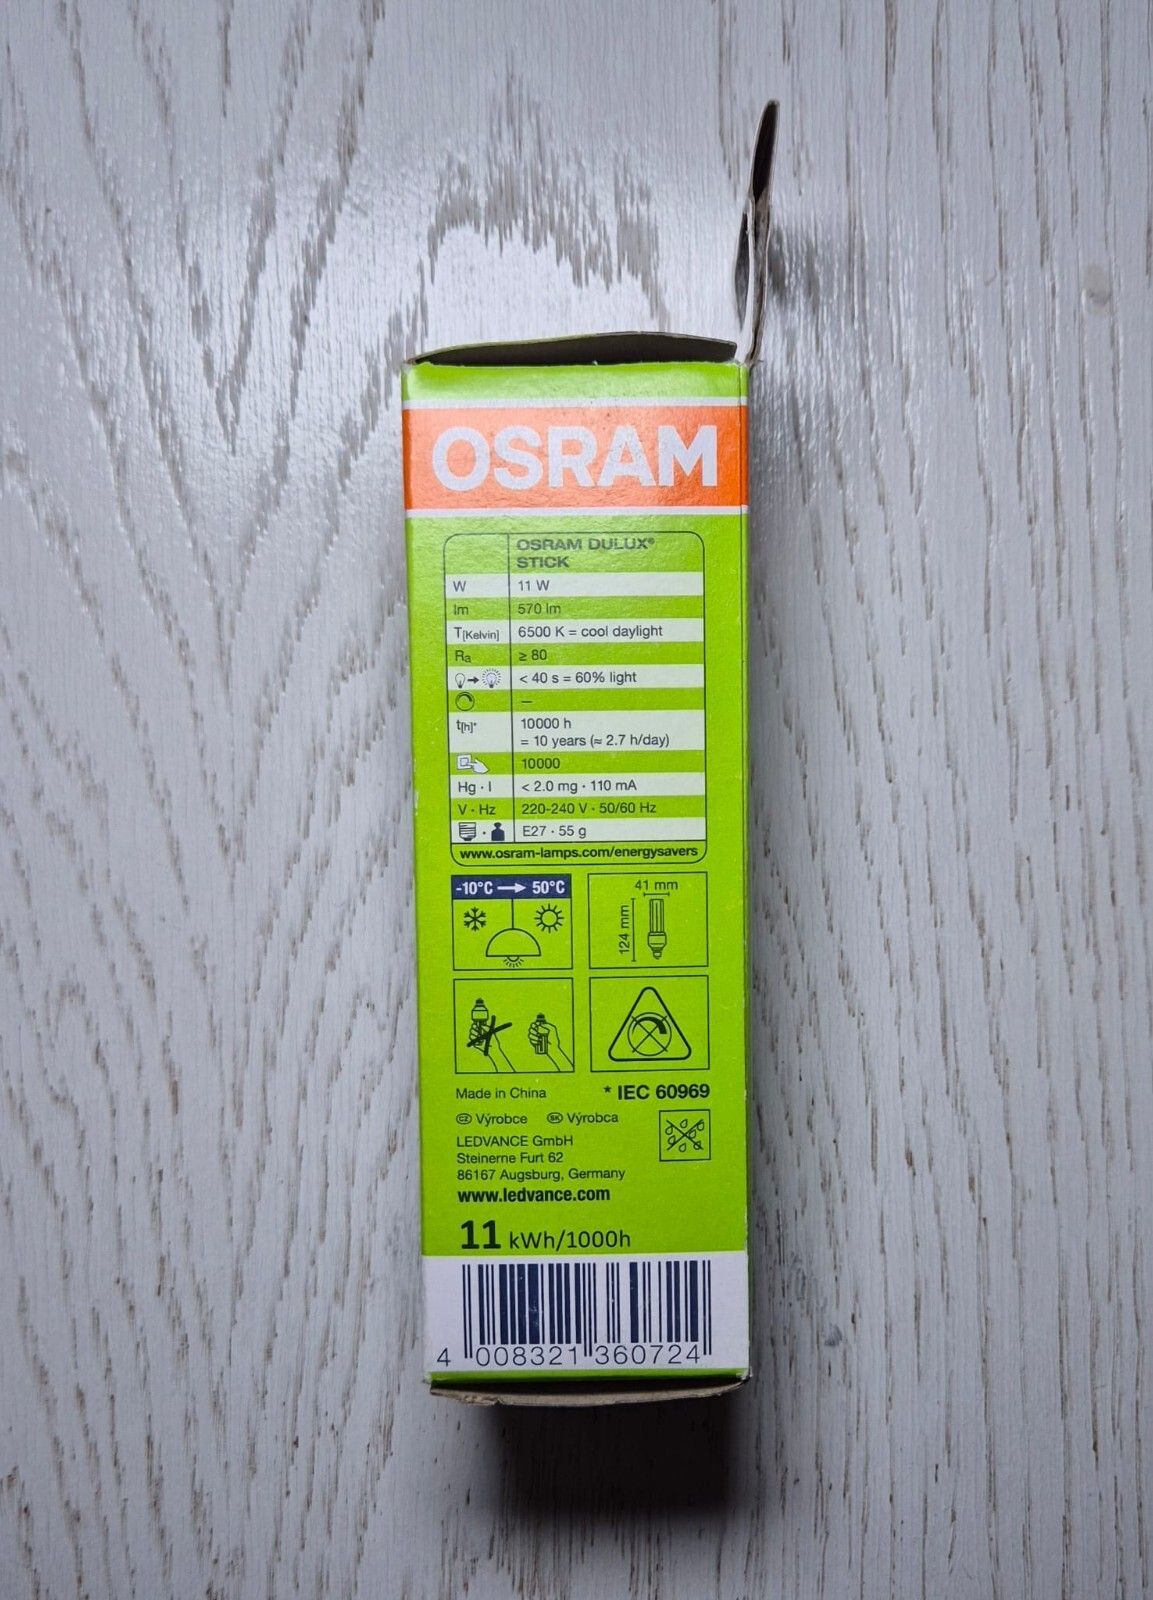 OSRAM
OSRAM DULUX®
STICK
W 11 W
lm 570 lm
T[Kelvin] 6500 K = cool daylight
Ra ≥ 80
< 40 s = 60% light
—
t[h]* 10000 h
= 10 years (≈ 2.7 h/day)
10000
Hg · I < 2.0 mg · 110 mA
V · Hz 220-240 V · 50/60 Hz
· E27 · 55 g
www.osram-lamps.com/energysavers
-10°C → 50°C
41 mm
124 mm
Made in China * IEC 60969
CZ Výrobce SK Výrobca
LEDVANCE GmbH
Steinerne Furt 62
86167 Augsburg, Germany
www.ledvance.com
11 kWh/1000h
4 008321 360724